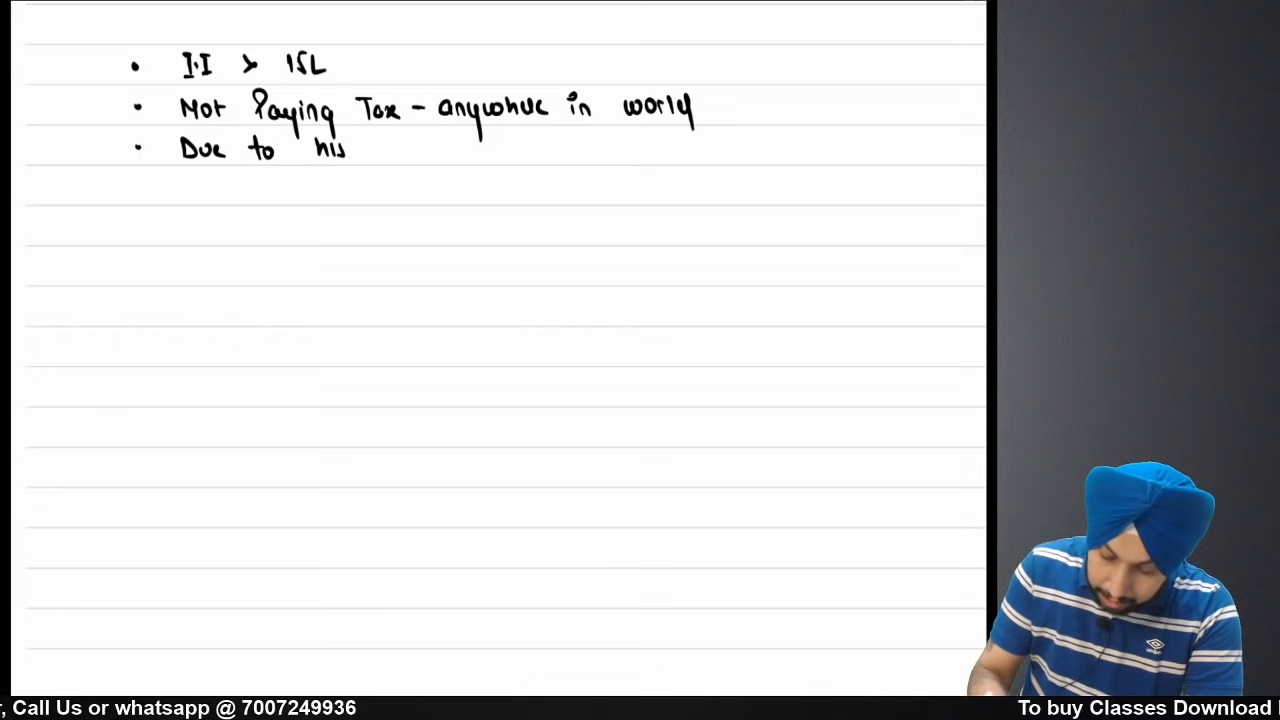 • I.I > 15L
• Not Paying Tax - anywhere in world
• Due to his
umbro
, Call Us or whatsapp @ 7007249936
To buy Classes Download